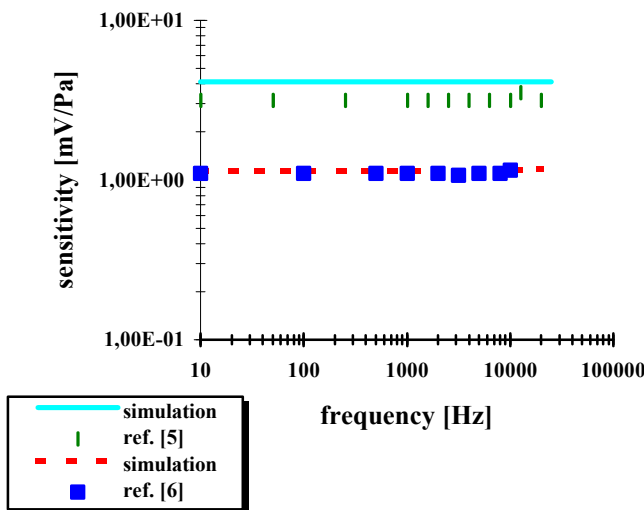 1,00E+01
1,00E+00
1,00E-01
sensitivity [mV/Pa]
10 100 1000 10000 100000
frequency [Hz]
simulation
ref. [5]
simulation
ref. [6]